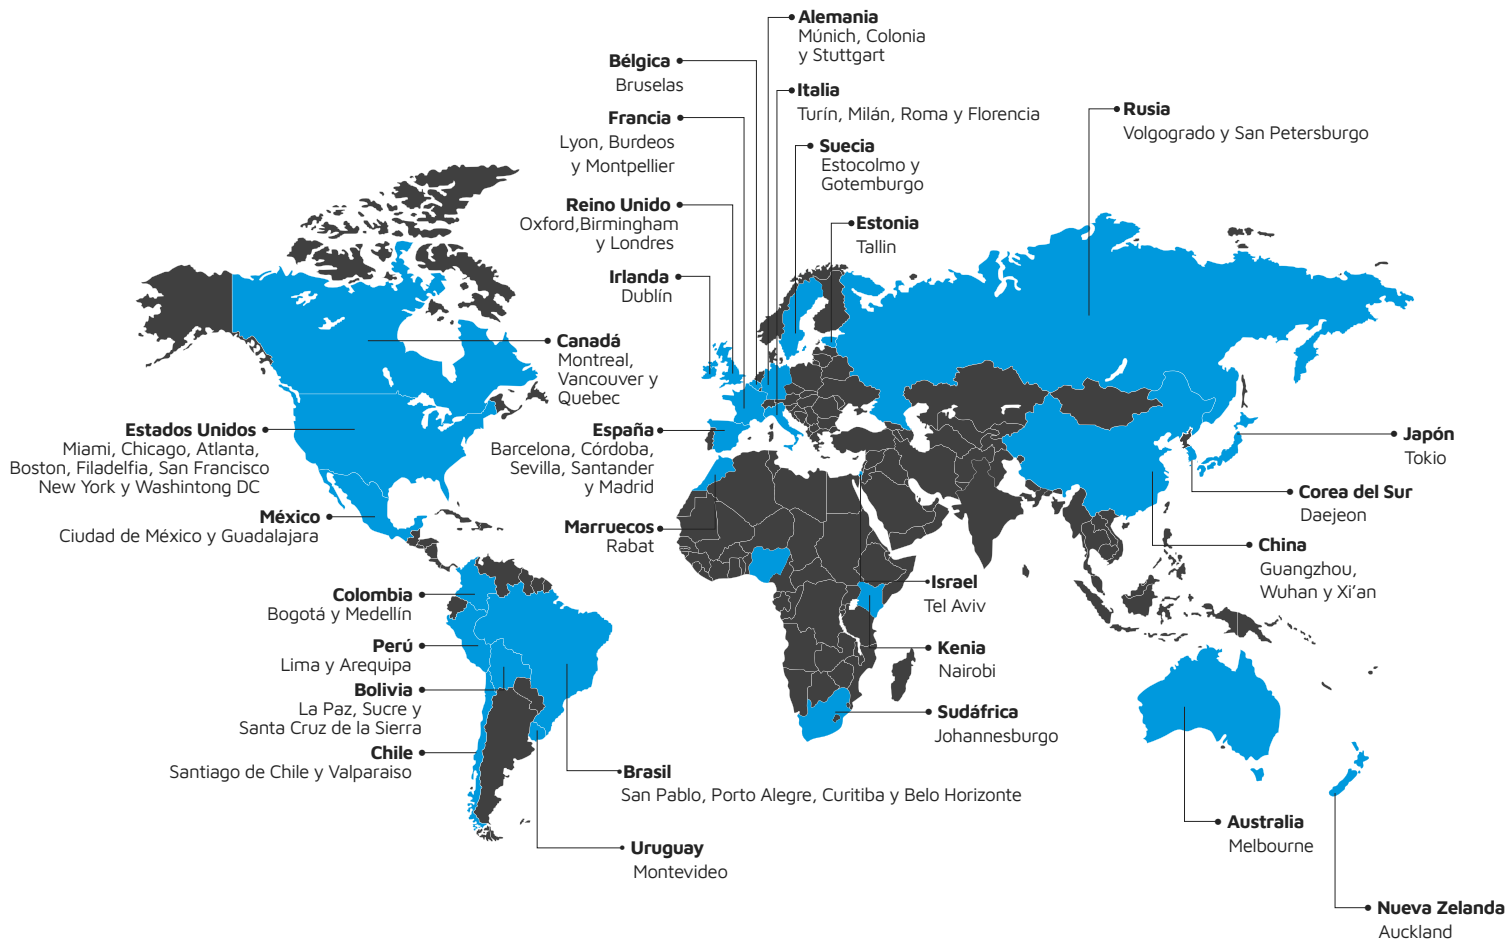 Alemania
Múnich, Colonia
y Stuttgart
Bélgica
Bruselas
Italia
Turín, Milán, Roma y Florencia
Francia
Lyon, Burdeos
y Montpellier
Rusia
Volgogrado y San Petersburgo
Suecia
Estocolmo y
Gotemburgo
Reino Unido
Oxford,Birmingham
y Londres
Estonia
Tallin
Irlanda
Dublín
Canadá
Montreal,
Vancouver y
Quebec
Estados Unidos
Miami, Chicago, Atlanta,
Boston, Filadelfia, San Francisco
New York y Washintong DC
España
Barcelona, Córdoba,
Sevilla, Santander
y Madrid
Japón
Tokio
Corea del Sur
Daejeon
México
Ciudad de México y Guadalajara
Marruecos
Rabat
China
Guangzhou,
Wuhan y Xi’an
Israel
Tel Aviv
Colombia
Bogotá y Medellín
Perú
Lima y Arequipa
Kenia
Nairobi
Bolivia
La Paz, Sucre y
Santa Cruz de la Sierra
Sudáfrica
Johannesburgo
Chile
Santiago de Chile y Valparaiso
Brasil
San Pablo, Porto Alegre, Curitiba y Belo Horizonte
Australia
Melbourne
Uruguay
Montevideo
Nueva Zelanda
Auckland